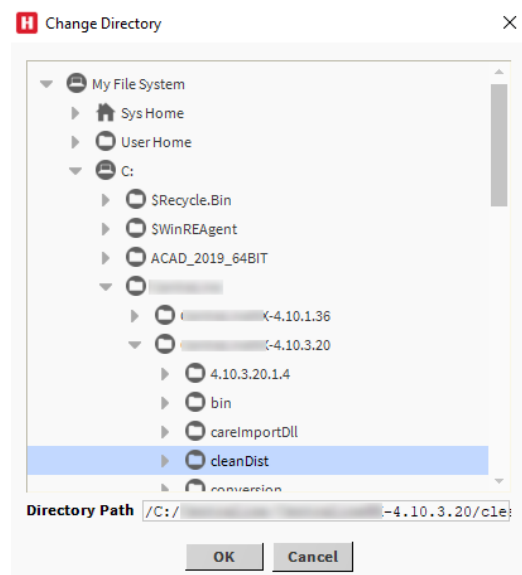 H Change Directory
My File System
Sys Home
User Home
C:
$Recycle.Bin
$WinREAgent
ACAD_2019_64BIT
X-4.10.1.36
-4.10.3.20
4.10.3.20.1.4
bin
careImportDll
cleanDist
conversion
Directory Path /C:/ -4.10.3.20/cle
OK Cancel